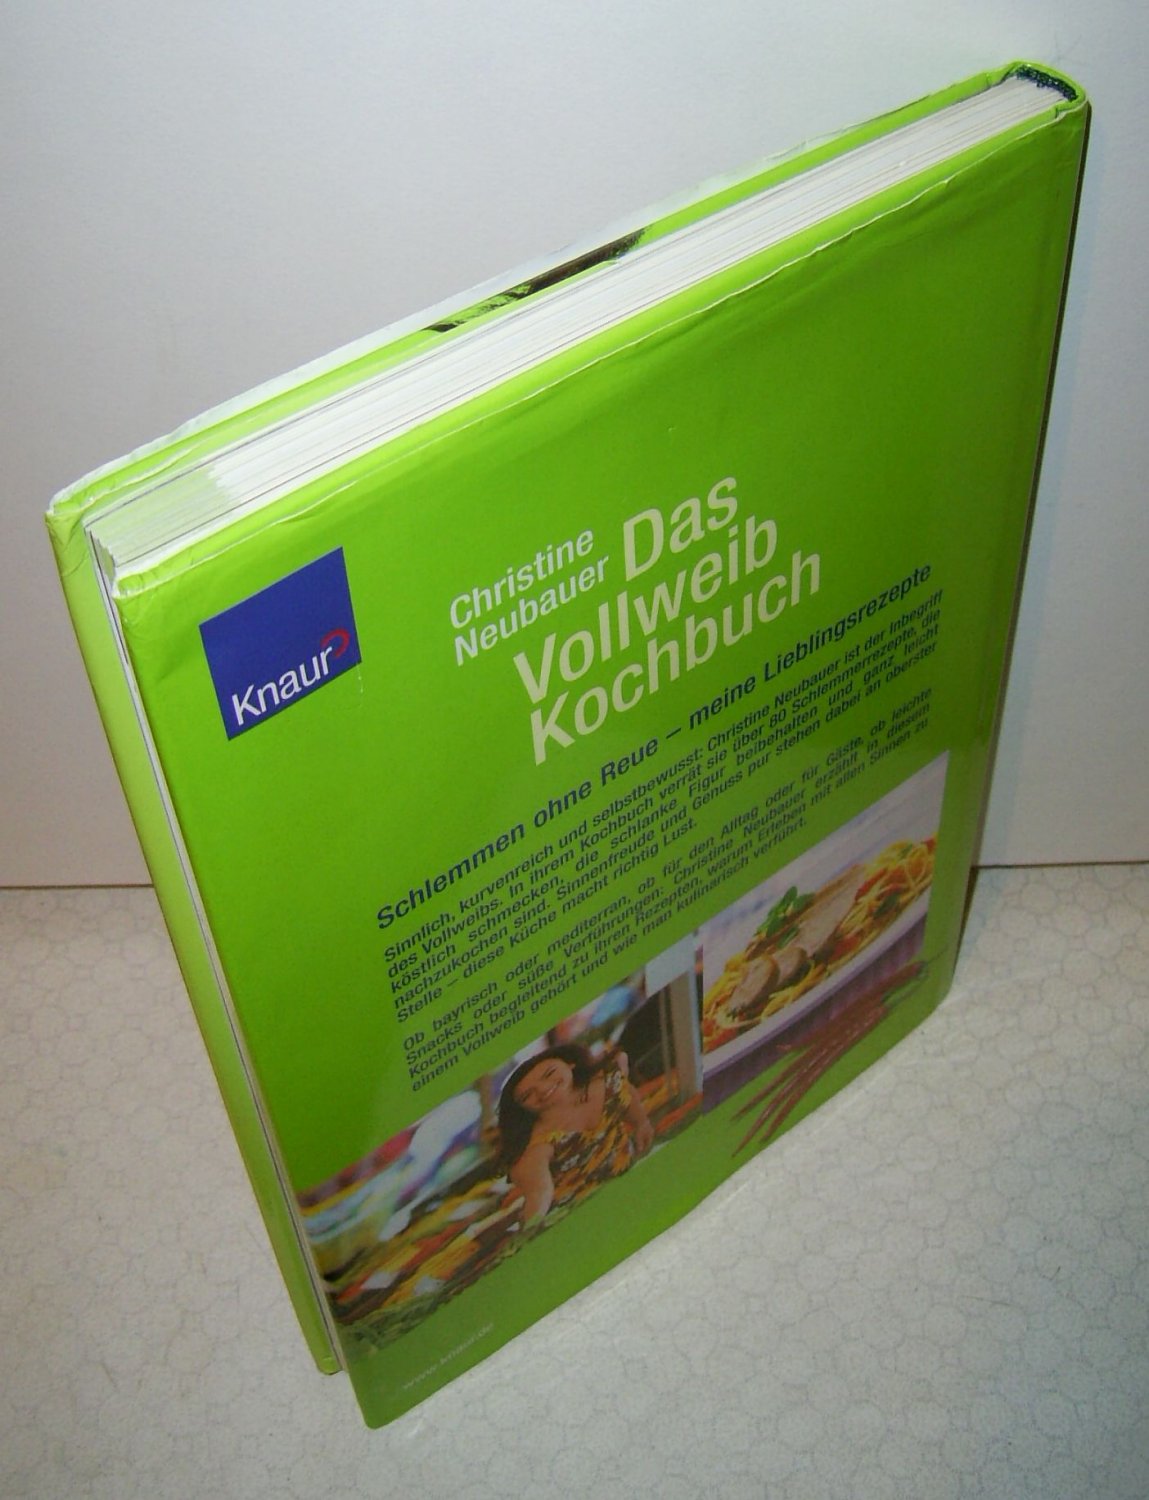 Knaur
Christine
Neubauer Das
Vollweib
Kochbuch
Schlemmen ohne Reue – meine Lieblingsrezepte
Sinnlich, kurvenreich und selbstbewusst: Christine Neubauer ist der Inbegriff
des Vollweibs. In ihrem Kochbuch verrät sie über 80 Schlemmerrezepte, die
köstlich schmecken, die schlanke Figur beibehalten und ganz leicht
nachzukochen sind. Sinnenfreude und Genuss pur stehen dabei an oberster
Stelle – diese Küche macht richtig Lust.
Ob bayrisch oder mediterran, ob für den Alltag oder für Gäste, ob leichte
Snacks oder süße Verführungen: Christine Neubauer erzählt in diesem
Kochbuch begleitend zu ihren Rezepten, warum Erleben mit allen Sinnen zu
einem Vollweib gehört und wie man kulinarisch verführt.
www.knaur.de